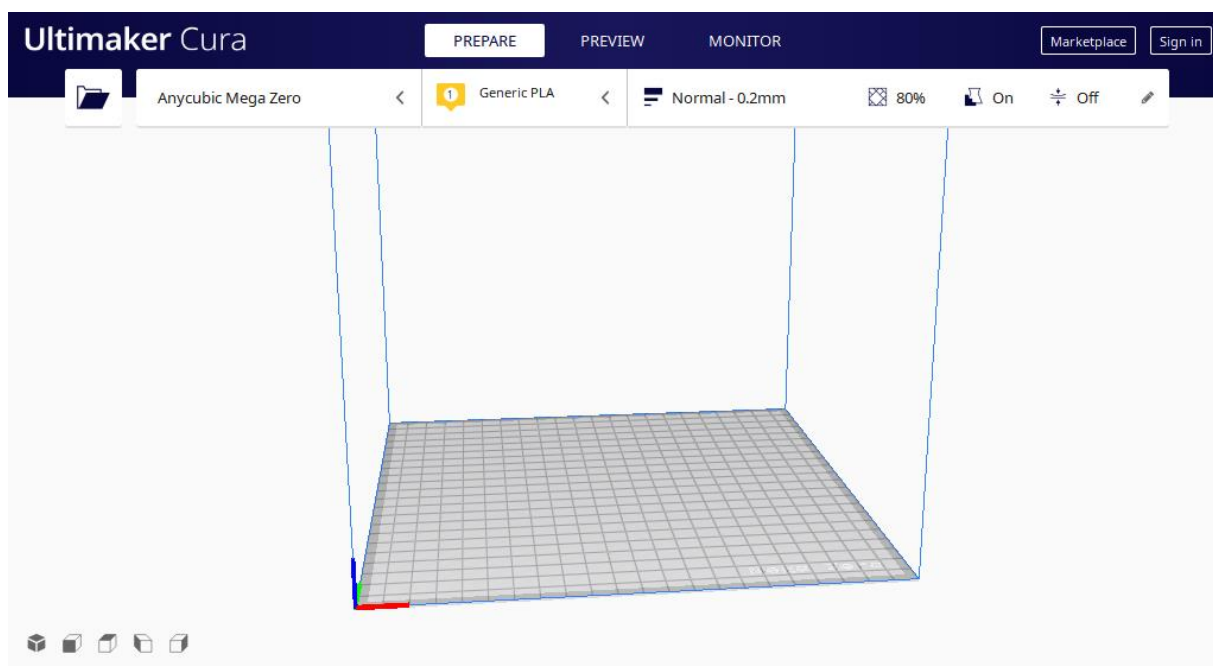 Ultimaker Cura
PREPARE
PREVIEW
MONITOR
Marketplace
Sign in
Anycubic Mega Zero
1
Generic PLA
Normal - 0.2mm
80%
On
Off